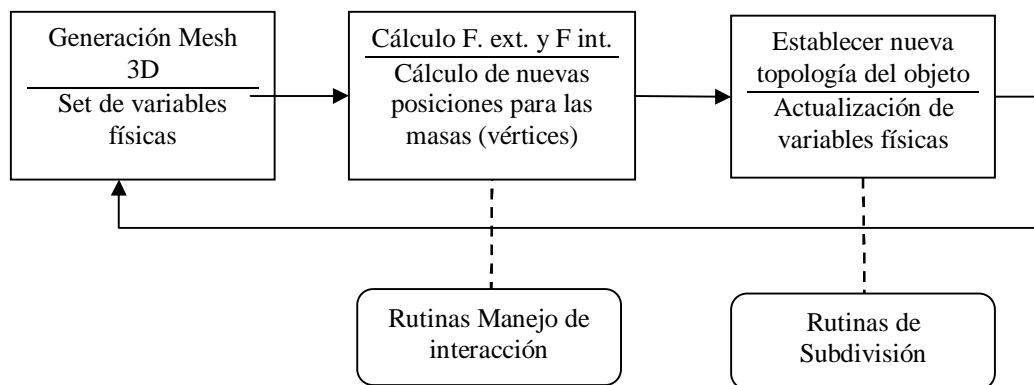 Generación Mesh
3D
Set de variables
físicas
Cálculo F. ext. y F int.
Cálculo de nuevas
posiciones para las
masas (vértices)
Establecer nueva
topología del objeto
Actualización de
variables físicas
Rutinas Manejo de
interacción
Rutinas de
Subdivisión